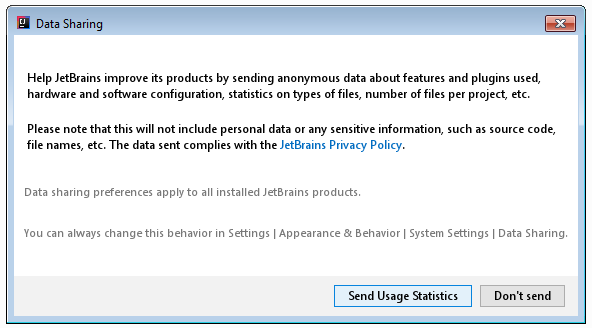 Data Sharing
Help JetBrains improve its products by sending anonymous data about features and plugins used,
hardware and software configuration, statistics on types of files, number of files per project, etc.
Please note that this will not include personal data or any sensitive information, such as source code,
file names, etc. The data sent complies with the JetBrains Privacy Policy.
Data sharing preferences apply to all installed JetBrains products.
You can always change this behavior in Settings | Appearance & Behavior | System Settings | Data Sharing.
Send Usage Statistics Don't send